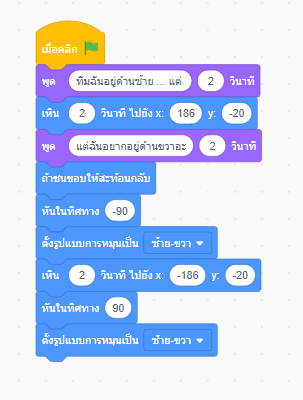 เมื่อคลิก
พูด ทีมฉันอยู่ด้านซ้าย ... แต่ 2 วินาที
เหิน 2 วินาที ไปยัง x: 186 y: -20
พูด แต่ฉันอยากอยู่ด้านขวาอะ 2 วินาที
ถ้าชนขอบให้สะท้อนกลับ
หันในทิศทาง -90
ตั้งรูปแบบการหมุนเป็น ซ้าย-ขวา
เหิน 2 วินาที ไปยัง x: -186 y: -20
หันในทิศทาง 90
ตั้งรูปแบบการหมุนเป็น ซ้าย-ขวา